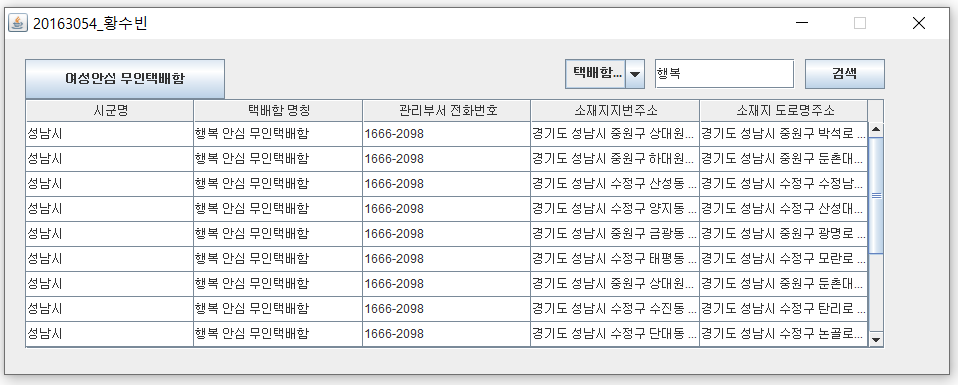 20163054_황수빈
여성안심 무인택배함 택배함... 행복 검색
시군명 택배함 명칭 관리부서 전화번호 소재지지번주소 소재지 도로명주소
성남시 행복 안심 무인택배함 1666-2098 경기도 성남시 중원구 상대원... 경기도 성남시 중원구 박석로 ...
성남시 행복 안심 무인택배함 1666-2098 경기도 성남시 중원구 하대원... 경기도 성남시 중원구 둔촌대...
성남시 행복 안심 무인택배함 1666-2098 경기도 성남시 수정구 산성동 ... 경기도 성남시 수정구 수정남...
성남시 행복 안심 무인택배함 1666-2098 경기도 성남시 수정구 양지동 ... 경기도 성남시 수정구 산성대...
성남시 행복 안심 무인택배함 1666-2098 경기도 성남시 중원구 금광동 ... 경기도 성남시 중원구 광명로 ...
성남시 행복 안심 무인택배함 1666-2098 경기도 성남시 수정구 태평동 ... 경기도 성남시 수정구 모란로 ...
성남시 행복 안심 무인택배함 1666-2098 경기도 성남시 중원구 상대원... 경기도 성남시 중원구 둔촌대...
성남시 행복 안심 무인택배함 1666-2098 경기도 성남시 수정구 수진동 ... 경기도 성남시 수정구 탄리로 ...
성남시 행복 안심 무인택배함 1666-2098 경기도 성남시 수정구 단대동 ... 경기도 성남시 수정구 논골로...